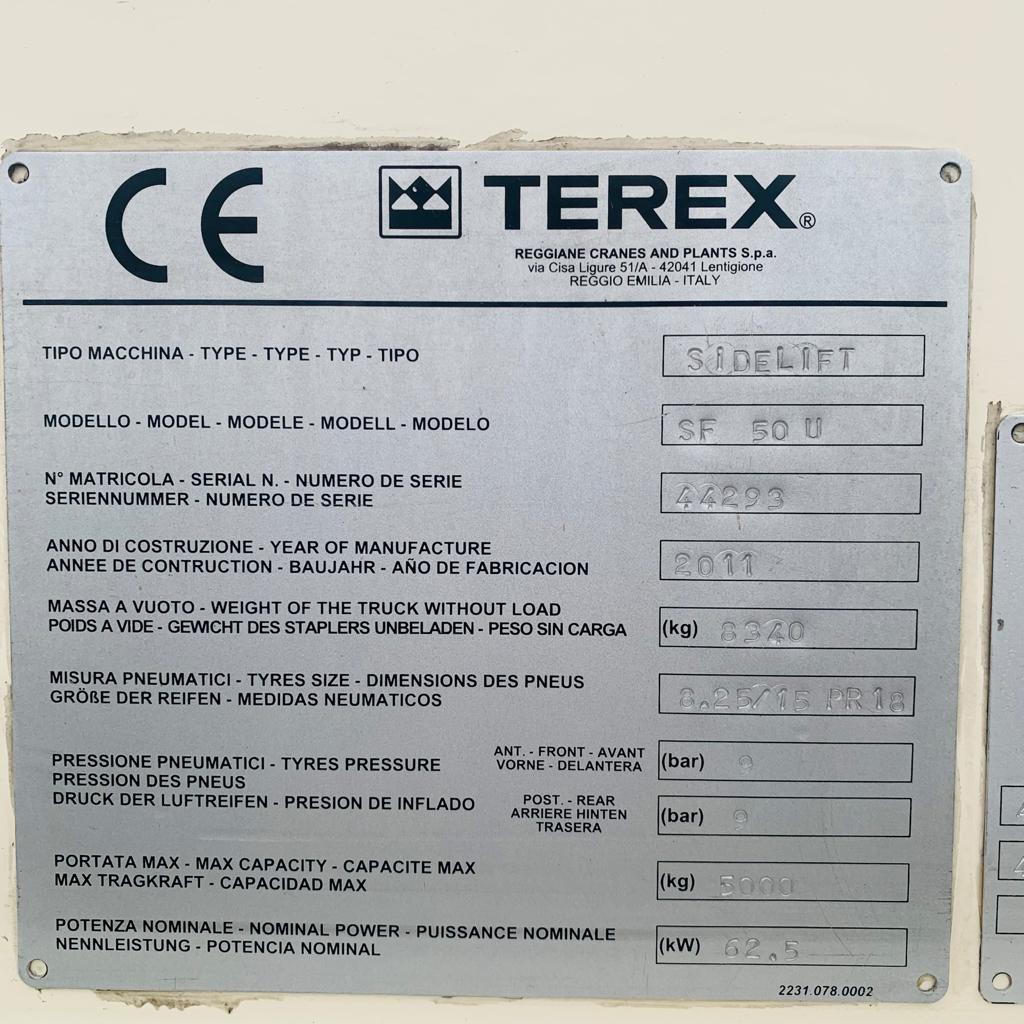 CE TEREX®
REGGIANE CRANES AND PLANTS S.p.a.
via Cisa Ligure 51/A - 42041 Lentigione
REGGIO EMILIA - ITALY
TIPO MACCHINA - TYPE - TYPE - TYP - TIPO SIDELIFT
MODELLO - MODEL - MODELE - MODELL - MODELO SF 50 U
N° MATRICOLA - SERIAL N. - NUMERO DE SERIE
SERIENNUMMER - NUMERO DE SERIE 44293
ANNO DI COSTRUZIONE - YEAR OF MANUFACTURE
ANNEE DE CONTRUCTION - BAUJAHR - AÑO DE FABRICACION 2011
MASSA A VUOTO - WEIGHT OF THE TRUCK WITHOUT LOAD
POIDS A VIDE - GEWICHT DES STAPLERS UNBELADEN - PESO SIN CARGA (kg) 8340
MISURA PNEUMATICI - TYRES SIZE - DIMENSIONS DES PNEUS
GRÖßE DER REIFEN - MEDIDAS NEUMATICOS 8.25/15 PR18
PRESSIONE PNEUMATICI - TYRES PRESSURE
PRESSION DES PNEUS
DRUCK DER LUFTREIFEN - PRESION DE INFLADO
ANT. - FRONT - AVANT
VORNE - DELANTERA (bar) 9
POST. - REAR
ARRIERE HINTEN (bar) 9
TRASERA
PORTATA MAX - MAX CAPACITY - CAPACITE MAX
MAX TRAGKRAFT - CAPACIDAD MAX (kg) 5000
POTENZA NOMINALE - NOMINAL POWER - PUISSANCE NOMINALE
NENNLEISTUNG - POTENCIA NOMINAL (kW) 62.5
2231.078.0002